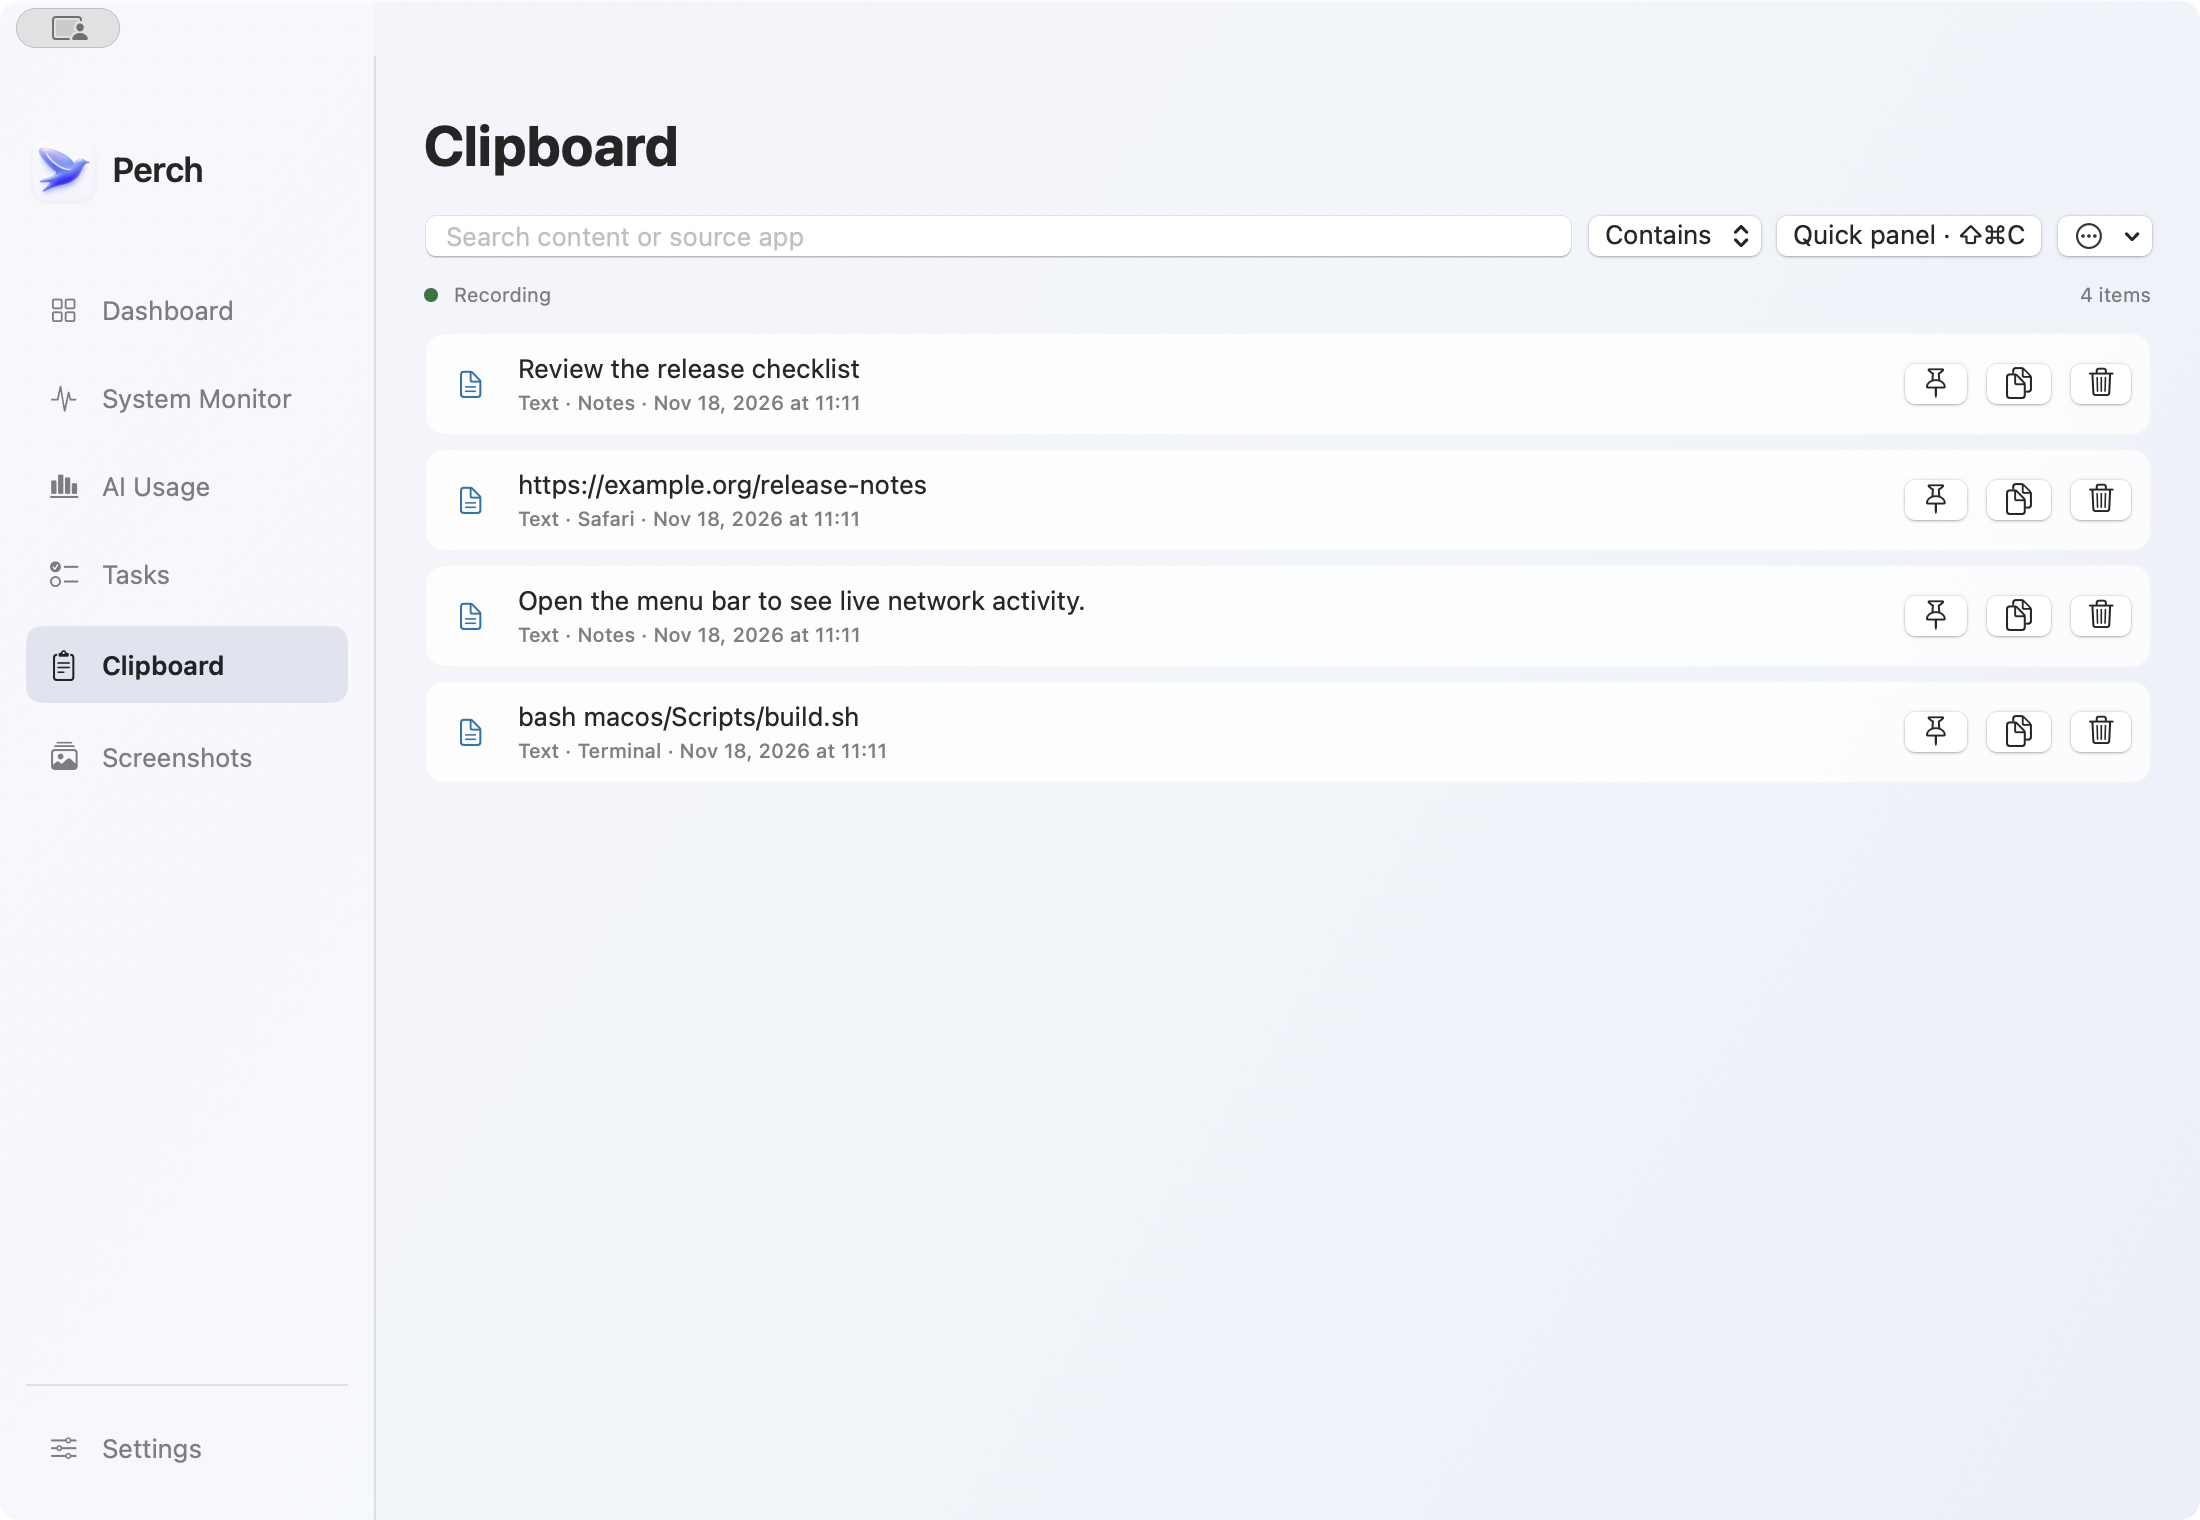 Perch
Dashboard
System Monitor
AI Usage
Tasks
Clipboard
Screenshots
Settings
Clipboard
Search content or source app
Contains
Quick panel · ⇧⌘C
Recording
4 items
Review the release checklist
Text · Notes · Nov 18, 2026 at 11:11
https://example.org/release-notes
Text · Safari · Nov 18, 2026 at 11:11
Open the menu bar to see live network activity.
Text · Notes · Nov 18, 2026 at 11:11
bash macos/Scripts/build.sh
Text · Terminal · Nov 18, 2026 at 11:11